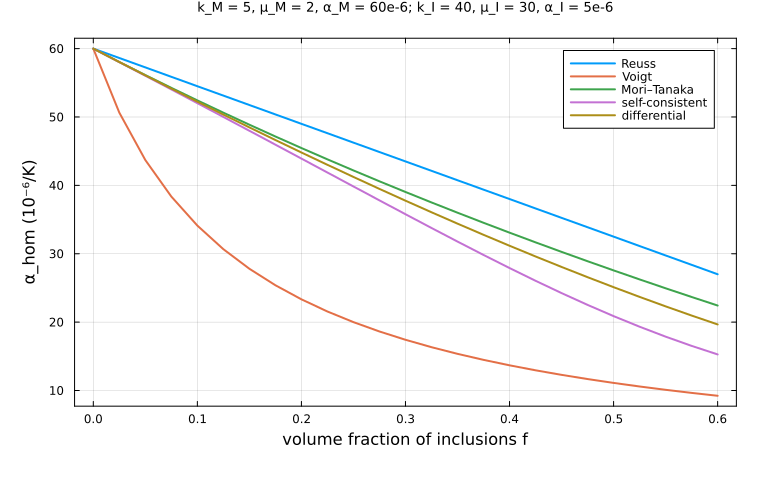 k_M = 5, μ_M = 2, α_M = 60e-6; k_I = 40, μ_I = 30, α_I = 5e-6
60
50
40
30
20
10
α_hom (10⁻⁶/K)
Reuss
Voigt
Mori–Tanaka
self-consistent
differential
0.0 0.1 0.2 0.3 0.4 0.5 0.6
volume fraction of inclusions f